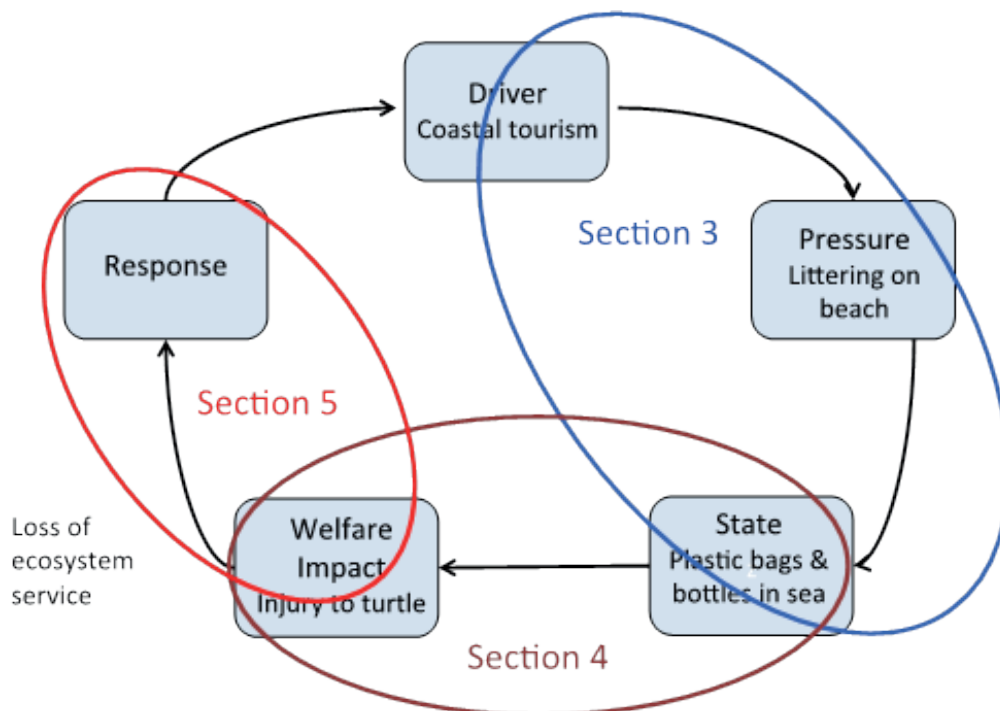 Driver
Coastal tourism
Section 3
Pressure
Littering on
beach
Response
Section 5
Loss of
ecosystem
service
Welfare
Impact
Injury to turtle
State
Plastic bags &
bottles in sea
Section 4